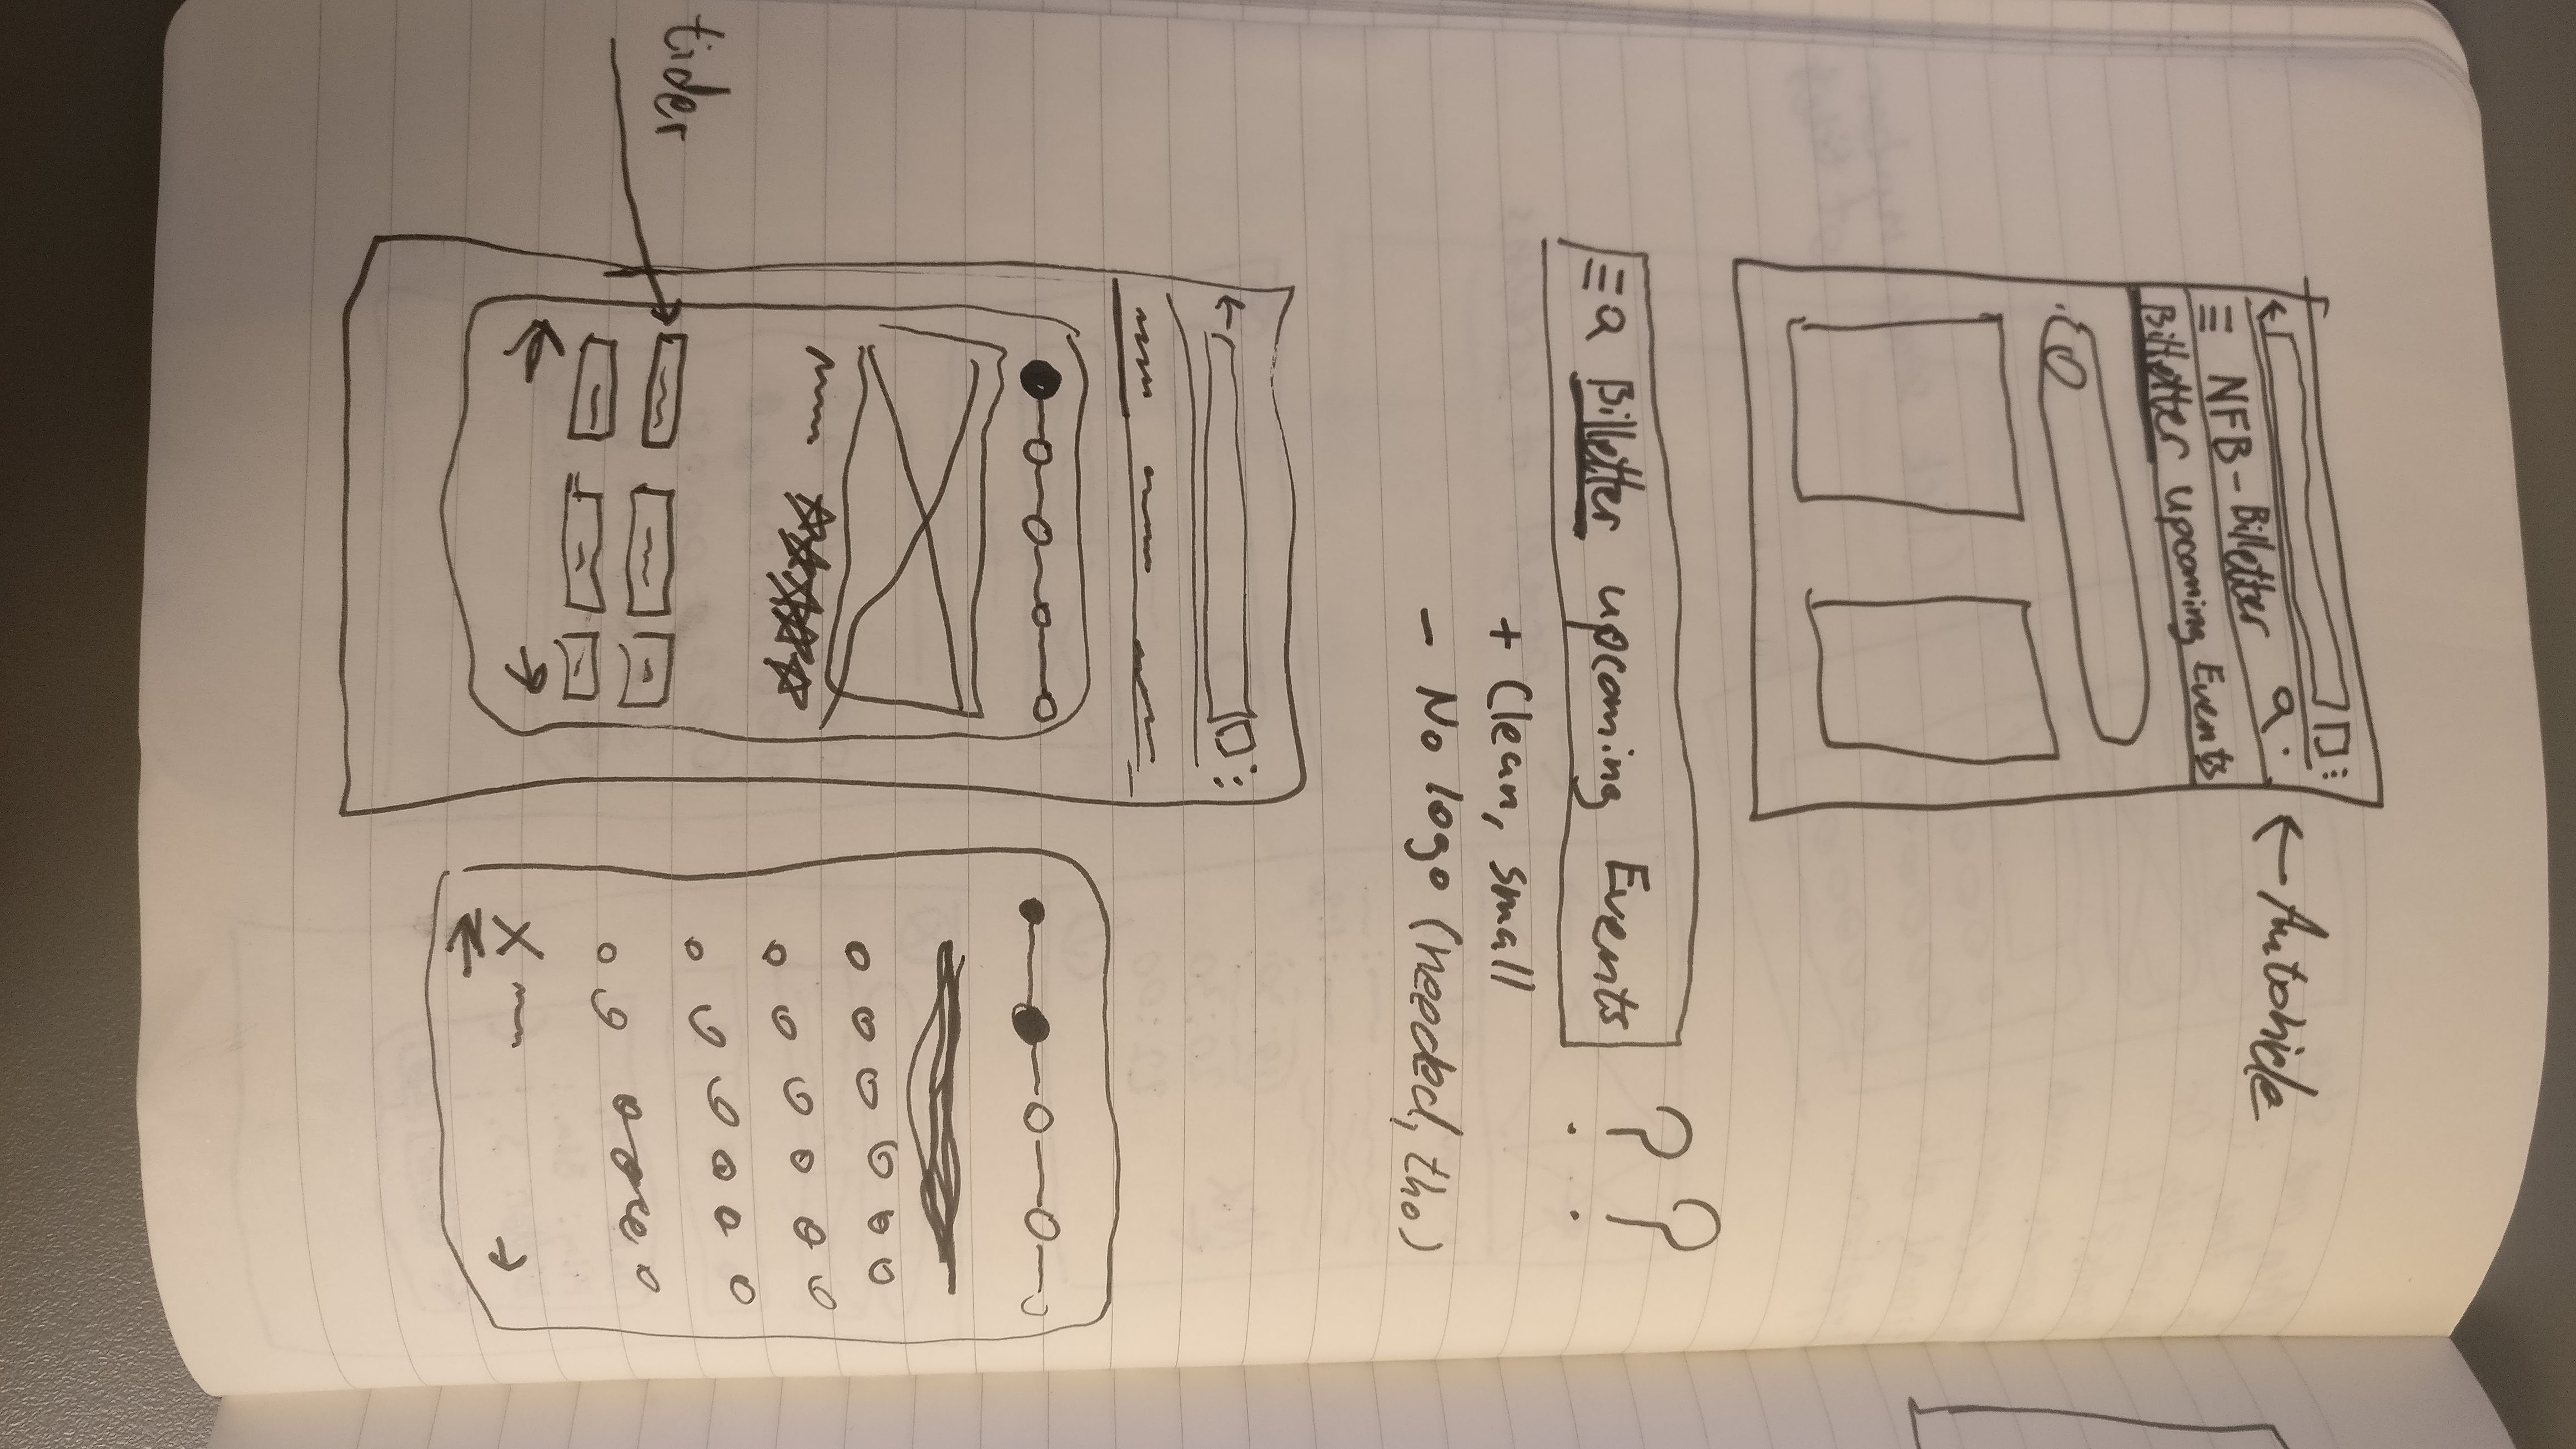 ← Autohide
NFB - Billetter
Billetter upcoming Events
Billetter upcoming Events ? ?
+ Clean, small
- No logo (needed, tho)
tider